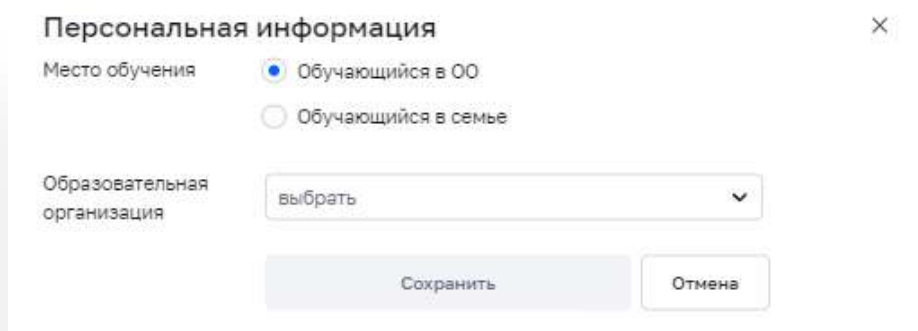 Персональная информация
Место обучения
Обучающийся в ОО
Обучающийся в семье
Образовательная
организация
выбрать
Сохранить
Отмена